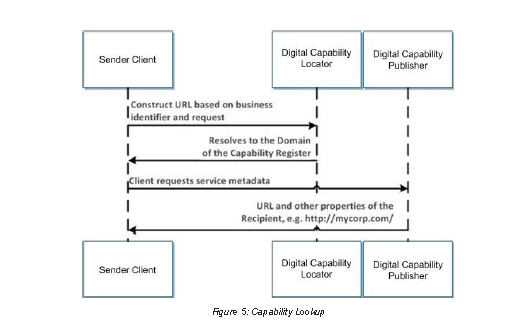 Sender Client
Digital Capability
Locator
Digital Capability
Publisher
Construct URL based on business
identifier and request
Resolves to the Domain
of the Capability Register
Client requests service metadata
URL and other properties of the
Recipient, e.g. http://mycorp.com/
Sender Client
Digital Capability
Locator
Digital Capability
Publisher
Figure 5: Capability Lookup